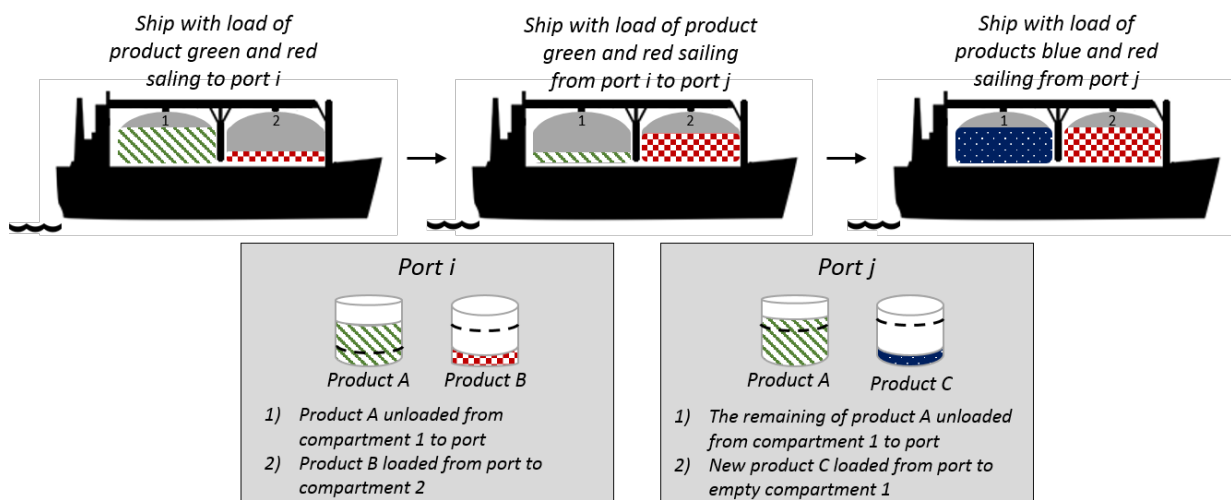 Ship with load of
product green and red
saling to port i
Ship with load of product
green and red sailing
from port i to port j
Ship with load of
products blue and red
sailing from port j
1
2
1
2
1
2
Port i
Product A
Product B
1) Product A unloaded from
compartment 1 to port
2) Product B loaded from port to
compartment 2
Port j
Product A
Product C
1) The remaining of product A unloaded
from compartment 1 to port
2) New product C loaded from port to
empty compartment 1